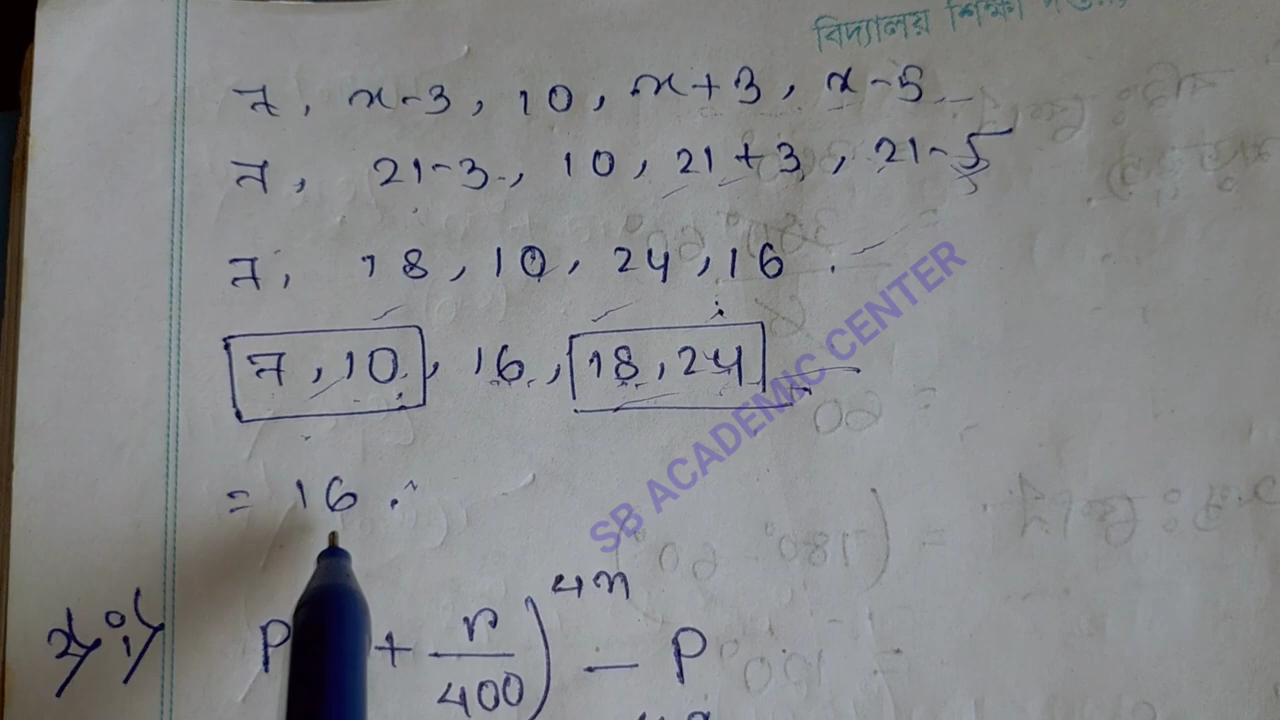 বিদ্যালয় শিক্ষা
7, x-3, 10, x+3, x-5
7, 21-3, 10, 21+3, 21-5
7, 18, 10, 24, 16.
7, 10, 16, 18, 24
= 16.
P + r/400)^4n - P
SB ACADEMIC CENTER